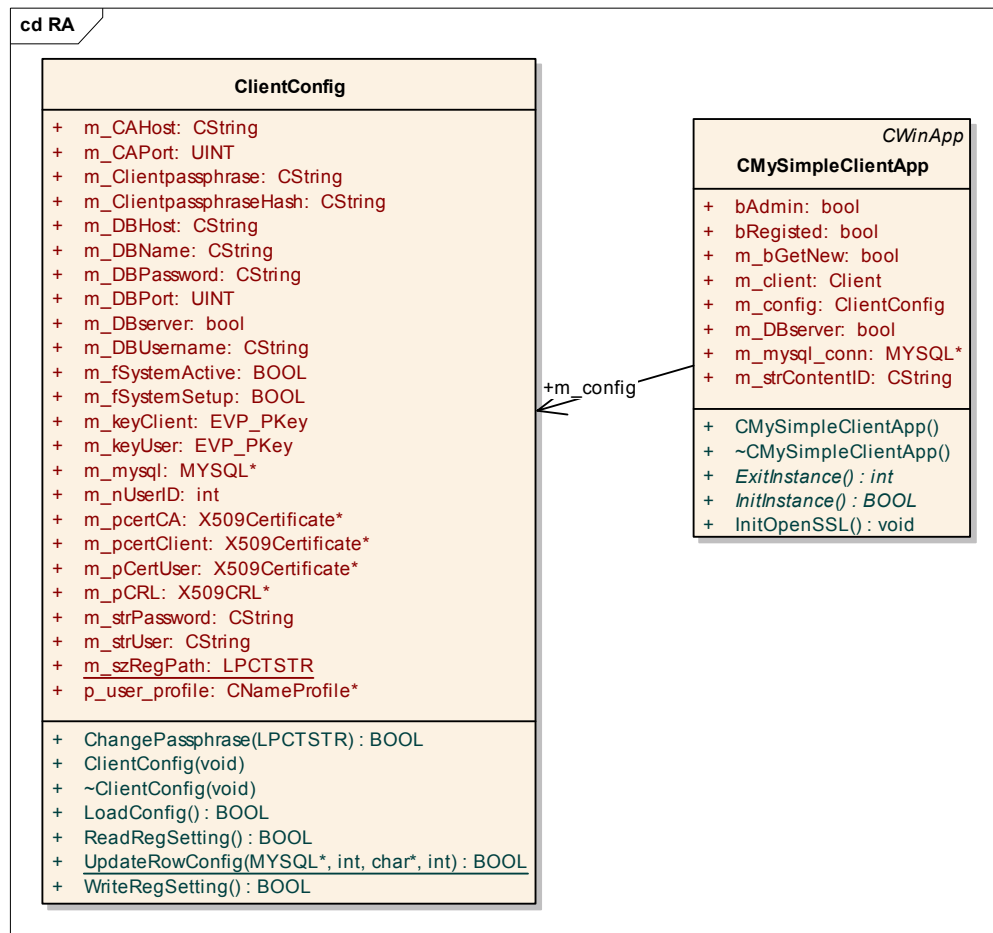 cd RA
ClientConfig
+ m_CAHost: CString
+ m_CAPort: UINT
+ m_Clientpassphrase: CString
+ m_ClientpassphraseHash: CString
+ m_DBHost: CString
+ m_DBName: CString
+ m_DBPassword: CString
+ m_DBPort: UINT
+ m_DBserver: bool
+ m_DBUsername: CString
+ m_fSystemActive: BOOL
+ m_fSystemSetup: BOOL
+ m_keyClient: EVP_PKey
+ m_keyUser: EVP_PKey
+ m_mysql: MYSQL*
+ m_nUserID: int
+ m_pcertCA: X509Certificate*
+ m_pcertClient: X509Certificate*
+ m_pCertUser: X509Certificate*
+ m_pCRL: X509CRL*
+ m_strPassword: CString
+ m_strUser: CString
+ m_szRegPath: LPCTSTR
+ p_user_profile: CNameProfile*
+ ChangePassphrase(LPCTSTR) : BOOL
+ ClientConfig(void)
+ ~ClientConfig(void)
+ LoadConfig() : BOOL
+ ReadRegSetting() : BOOL
+ UpdateRowConfig(MYSQL*, int, char*, int) : BOOL
+ WriteRegSetting() : BOOL
+m_config
CWinApp
CMySimpleClientApp
+ bAdmin: bool
+ bRegisted: bool
+ m_bGetNew: bool
+ m_client: Client
+ m_config: ClientConfig
+ m_DBserver: bool
+ m_mysql_conn: MYSQL*
+ m_strContentID: CString
+ CMySimpleClientApp()
+ ~CMySimpleClientApp()
+ ExitInstance() : int
+ InitInstance() : BOOL
+ InitOpenSSL() : void